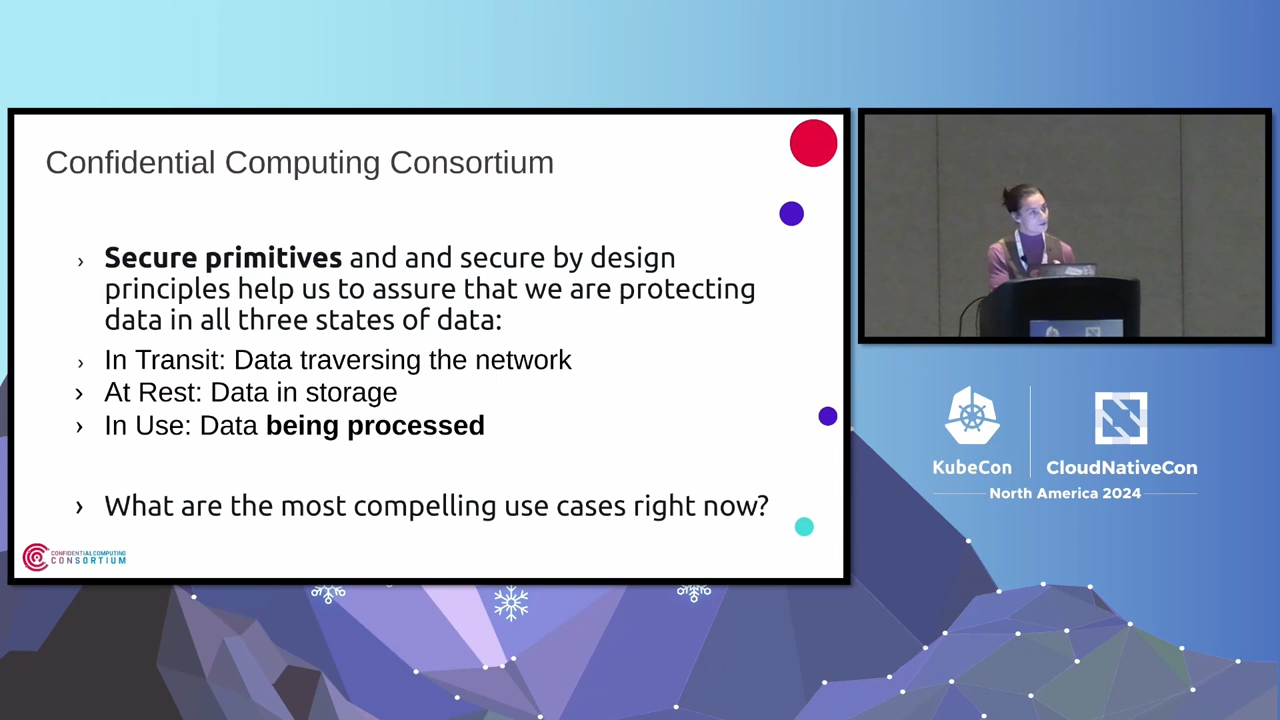 Confidential Computing Consortium
› Secure primitives and and secure by design
principles help us to assure that we are protecting
data in all three states of data:
› In Transit: Data traversing the network
› At Rest: Data in storage
› In Use: Data being processed
› What are the most compelling use cases right now?
CONFIDENTIAL COMPUTING
CONSORTIUM
KubeCon
CloudNativeCon
North America 2024